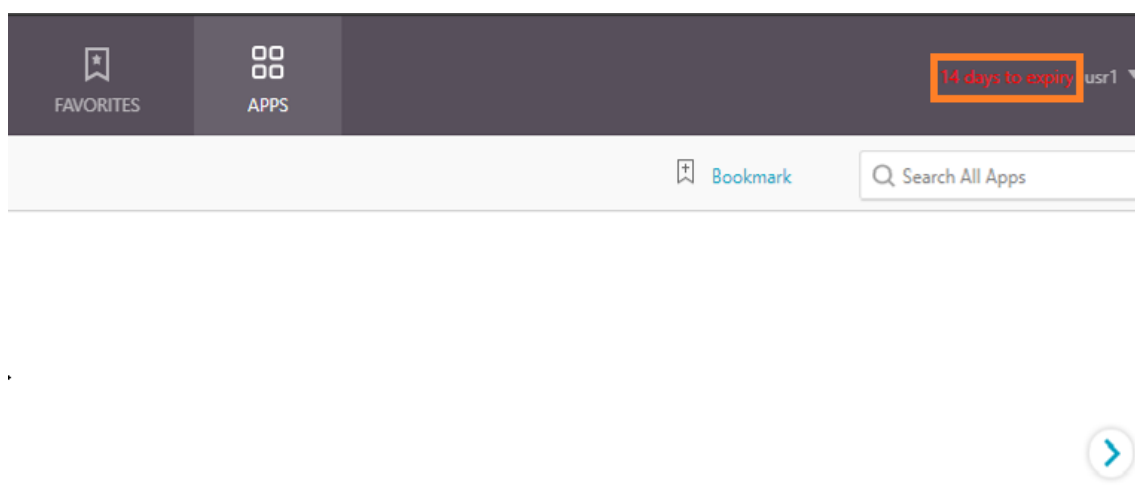 FAVORITES
APPS
14 days to expiry usr1
Bookmark
Search All Apps